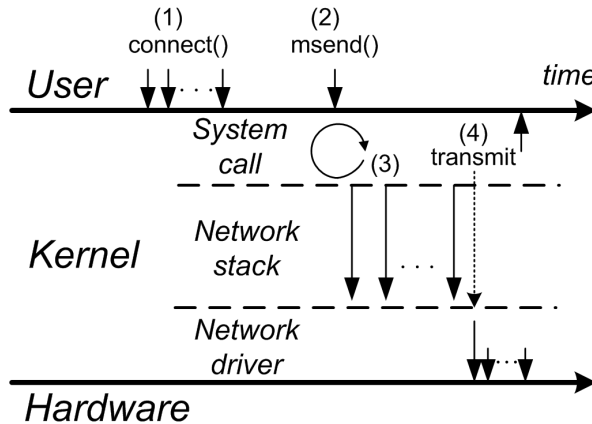 (1)
connect()
(2)
msend()
User
time
System
call
(3)
(4)
transmit
Kernel
Network
stack
Network
driver
Hardware